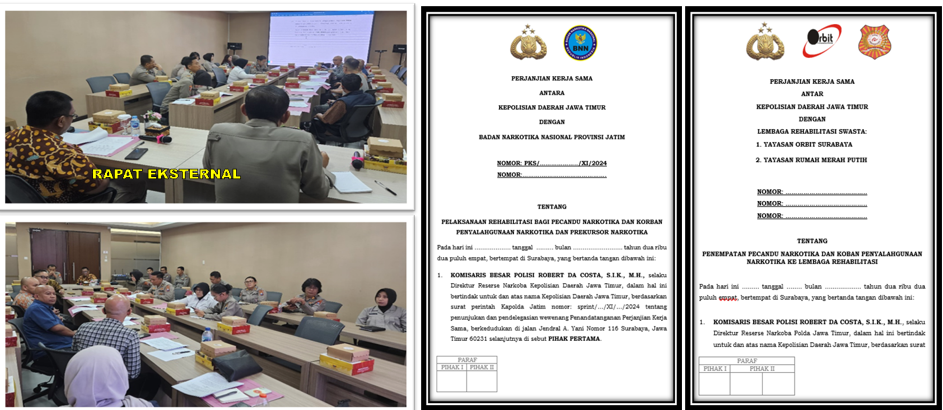 RAPAT EKSTERNAL
BNN
PERJANJIAN KERJA SAMA
ANTARA
KEPOLISIAN DAERAH JAWA TIMUR
DENGAN
BADAN NARKOTIKA NASIONAL PROVINSI JATIM
NOMOR: PKS/...................../XI/2024
NOMOR:............................................
TENTANG
PELAKSANAAN REHABILITASI BAGI PECANDU NARKOTIKA DAN KORBAN
PENYALAHGUNAAN NARKOTIKA DAN PREKURSOR NARKOTIKA
Pada hari ini .................. tanggal ......... bulan ........................ tahun dua ribu
dua puluh empat, bertempat di Surabaya, yang bertanda tangan dibawah ini:
1. KOMISARIS BESAR POLISI ROBERT DA COSTA, S.I.K., M.H., selaku
Direktur Reserse Narkoba Kepolisian Daerah Jawa Timur, dalam hal ini
bertindak untuk dan atas nama Kepolisian Daerah Jawa Timur, berdasarkan
surat perintah Kapolda Jatim nomor: sprint/.../XI/.../2024 tentang
penunjukan dan pendelegasian wewenang Penandatanganan Perjanjian Kerja
Sama, berkedudukan di jalan Jendral A. Yani Nomor 116 Surabaya, Jawa
Timur 60231 selanjutnya di sebut PIHAK PERTAMA.
PARAF
PIHAK I PIHAK II
Orbit
PERJANJIAN KERJA SAMA
ANTAR
KEPOLISIAN DAERAH JAWA TIMUR
DENGAN
LEMBAGA REHABILITASI SWASTA:
1. YAYASAN ORBIT SURABAYA
2. YAYASAN RUMAH MERAH PUTIH
NOMOR: ...........................................
NOMOR: ...........................................
NOMOR: ...........................................
TENTANG
PENEMPATAN PECANDU NARKOTIKA DAN KOBAN PENYALAHGUNAAN
NARKOTIKA KE LEMBAGA REHABILITASI
Pada hari ini .................. tanggal ........ bulan .................... tahun dua ribu dua
puluh empat, bertempat di Surabaya, yang bertanda tangan dibawah ini:
1. KOMISARIS BESAR POLISI ROBERT DA COSTA, S.I.K., M.H., selaku
Direktur Reserse Narkoba Polda Jawa Timur, dalam hal ini bertindak
untuk dan atas nama Kepolisian Daerah Jawa Timur, berdasarkan surat
PARAF
PIHAK I PIHAK II